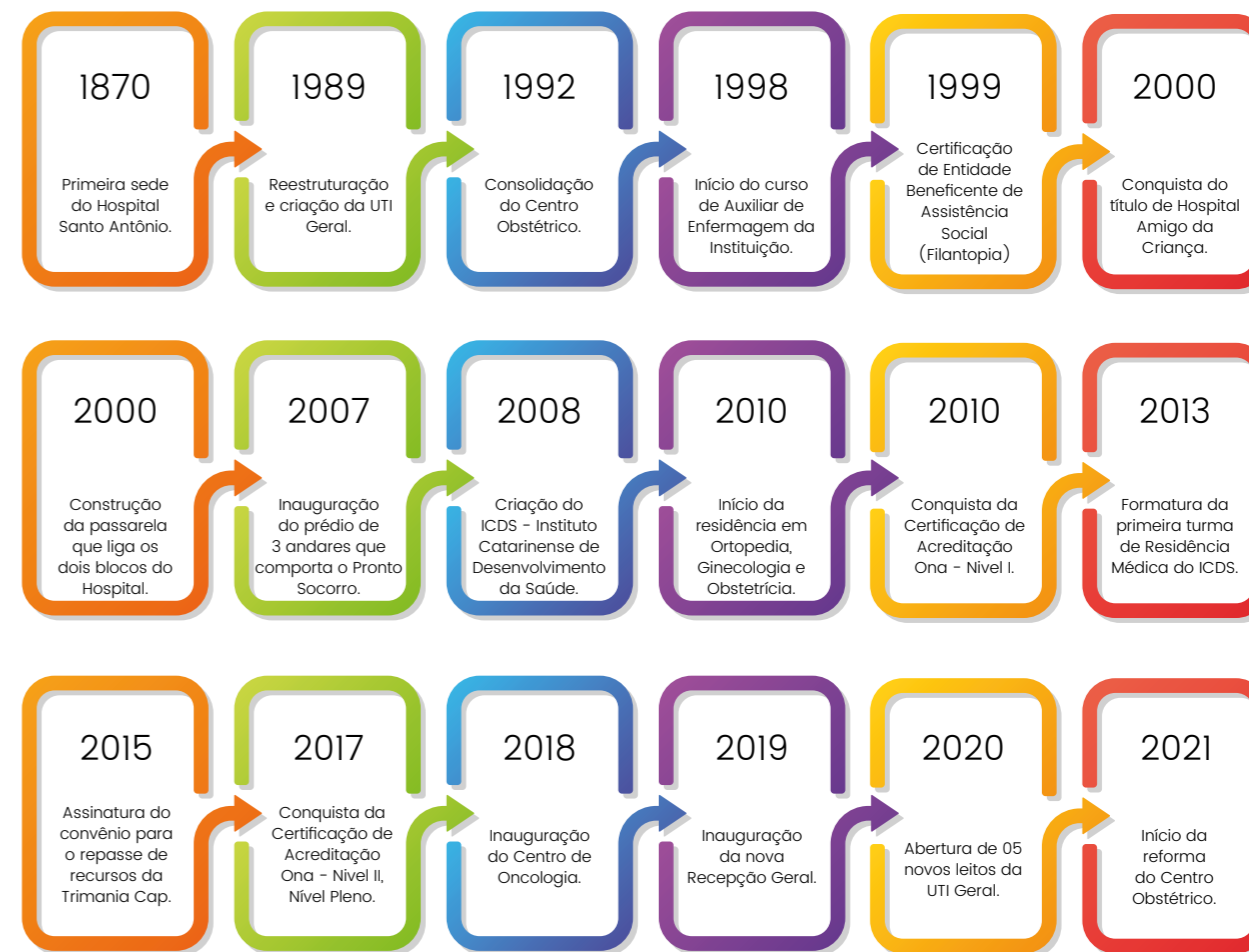 1870
Primeira sede
do Hospital
Santo Antônio.
1989
Reestruturação
e criação da UTI
Geral.
1992
Consolidação
do Centro
Obstétrico.
1998
Início do curso
de Auxiliar de
Enfermagem da
Instituição.
1999
Certificação
de Entidade
Beneficente de
Assistência
Social
(Filantopia)
2000
Conquista do
título de Hospital
Amigo da
Criança.
2000
Construção
da passarela
que liga os
dois blocos do
Hospital.
2007
Inauguração
do prédio de
3 andares que
comporta o Pronto
Socorro.
2008
Criação do
ICDS - Instituto
Catarinense de
Desenvolvimento
da Saúde.
2010
Início da
residência em
Ortopedia,
Ginecologia e
Obstetrícia.
2010
Conquista da
Certificação de
Acreditação
Ona - Nivel I.
2013
Formatura da
primeira turma
de Residência
Médica do ICDS.
2015
Assinatura do
convênio para
o repasse de
recursos da
Trimania Cap.
2017
Conquista da
Certificação de
Acreditação
Ona - Nivel II,
Nível Pleno.
2018
Inauguração
do Centro de
Oncologia.
2019
Inauguração
da nova
Recepção Geral.
2020
Abertura de 05
novos leitos da
UTI Geral.
2021
Início da
reforma
do Centro
Obstétrico.